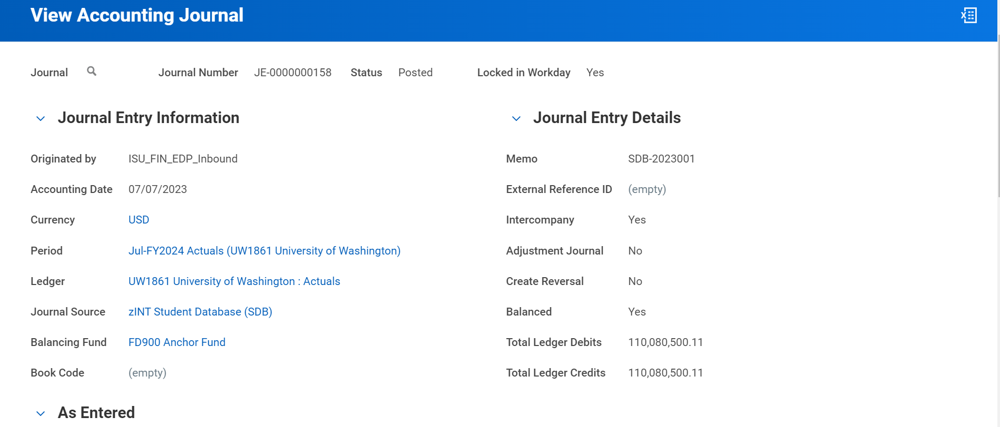 View Accounting Journal
Journal
Journal Number JE-0000000158 Status Posted Locked in Workday Yes
Journal Entry Information
Originated by ISU_FIN_EDP_Inbound
Accounting Date 07/07/2023
Currency USD
Period Jul-FY2024 Actuals (UW1861 University of Washington)
Ledger UW1861 University of Washington : Actuals
Journal Source zINT Student Database (SDB)
Balancing Fund FD900 Anchor Fund
Book Code (empty)
Journal Entry Details
Memo SDB-2023001
External Reference ID (empty)
Intercompany Yes
Adjustment Journal No
Create Reversal No
Balanced Yes
Total Ledger Debits 110,080,500.11
Total Ledger Credits 110,080,500.11
As Entered